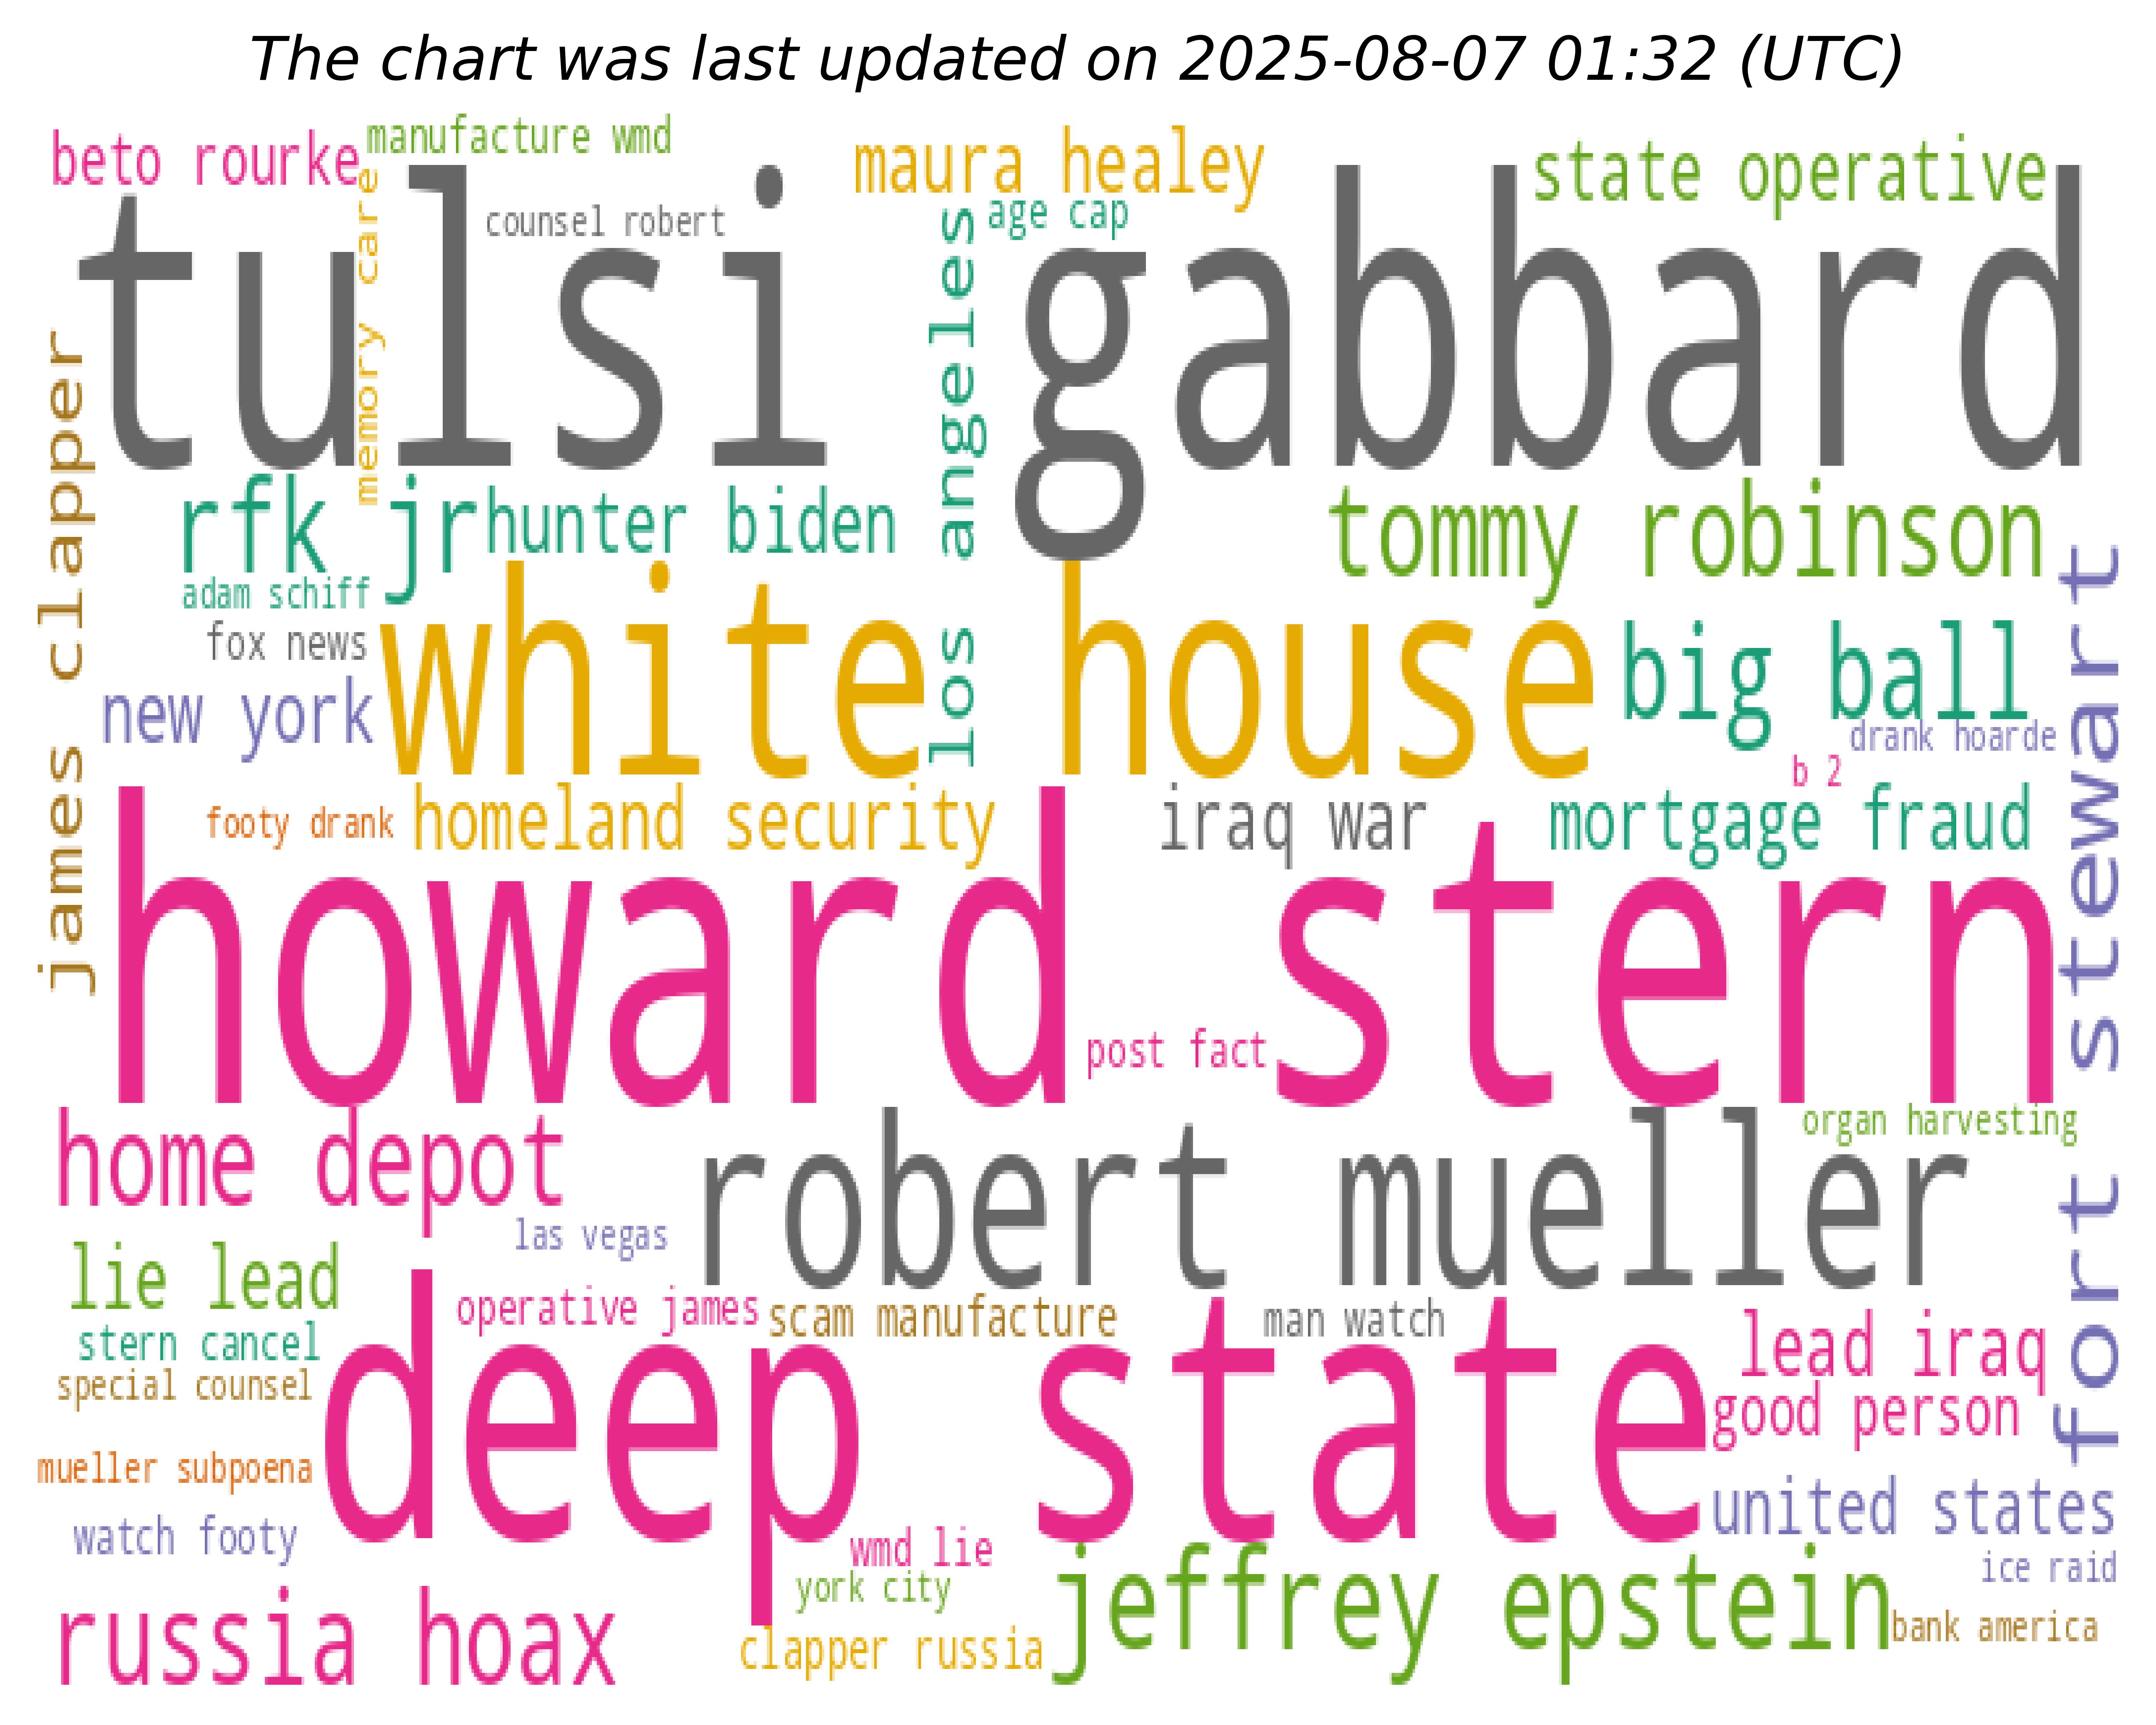 The chart was last updated on 2025-08-07 01:32 (UTC)
beto rourke
manufacture wmd
maura healey
state operative
memory care
counsel robert
age cap
tulsi gabbard
los angeles
james clapper
rfk jr
hunter biden
tommy robinson
adam schiff
fox news
white house
big ball
fort stewart
new york
drank hoarde
b 2
footy drank
homeland security
iraq war
mortgage fraud
howard stern
post fact
home depot
robert mueller
organ harvesting
las vegas
lie lead
operative james
scam manufacture
man watch
lead iraq
stern cancel
special counsel
deep state
good person
mueller subpoena
united states
watch footy
wmd lie
york city
jeffrey epstein
ice raid
russia hoax
clapper russia
bank america